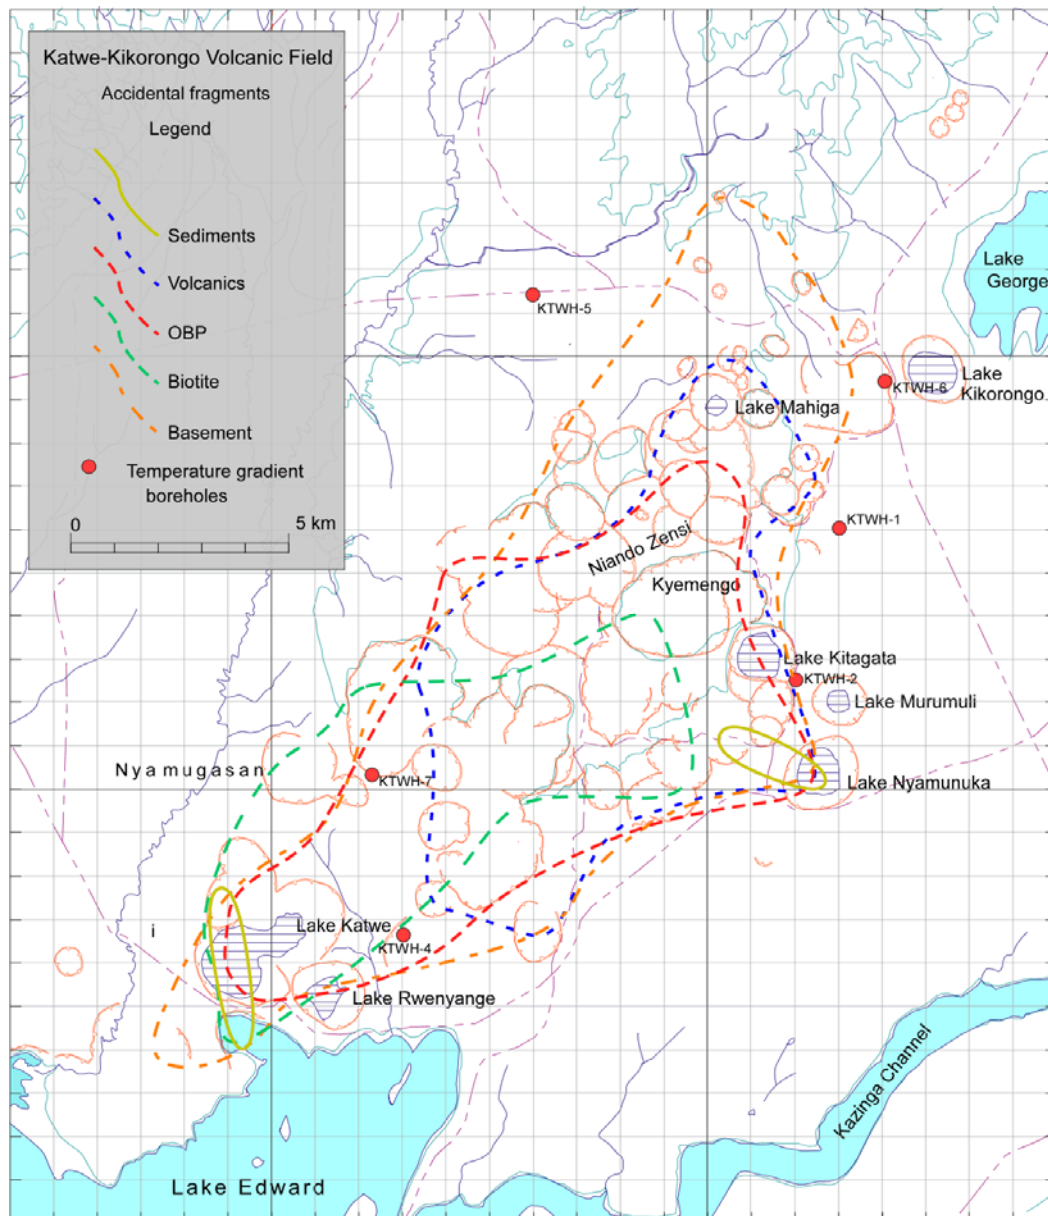 Katwe-Kikorongo Volcanic Field
Accidental fragments
Legend
Sediments
Volcanics
OBP
Biotite
Basement
Temperature gradient
boreholes
0
5 km
Lake
George
KTWH-5
Lake
Kikorongo.
KTWH-6
Lake Mahiga
KTWH-1
Niando Zensi
Kyemengo
Lake Kitagata
KTWH-2
Lake Murumuli
Nyamugasan
KTWH-7
Lake Nyamunuka
i
Lake Katwe
KTWH-4
Lake Rwenyange
Kazinga Channel
Lake Edward